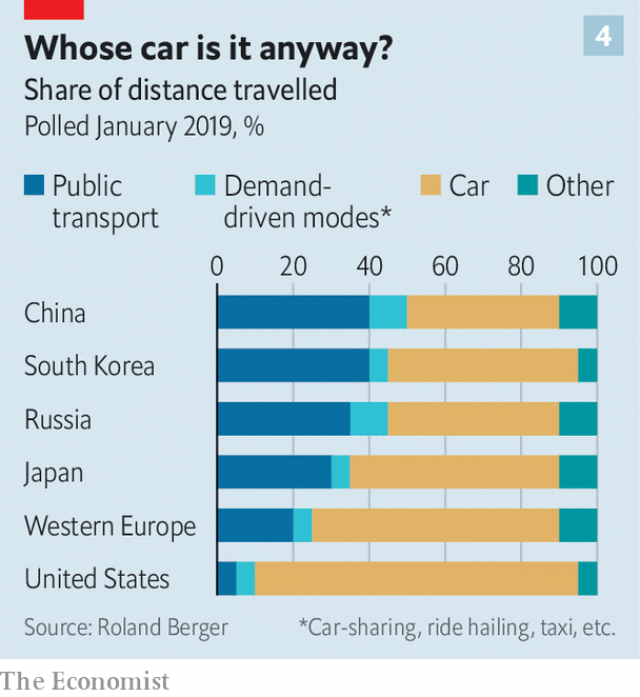 Whose car is it anyway?
4
Share of distance travelled
Polled January 2019, %
Public
transport
Demand-
driven modes*
Car
Other
0 20 40 60 80 100
China
South Korea
Russia
Japan
Western Europe
United States
Source: Roland Berger
*Car-sharing, ride hailing, taxi, etc.
The Economist